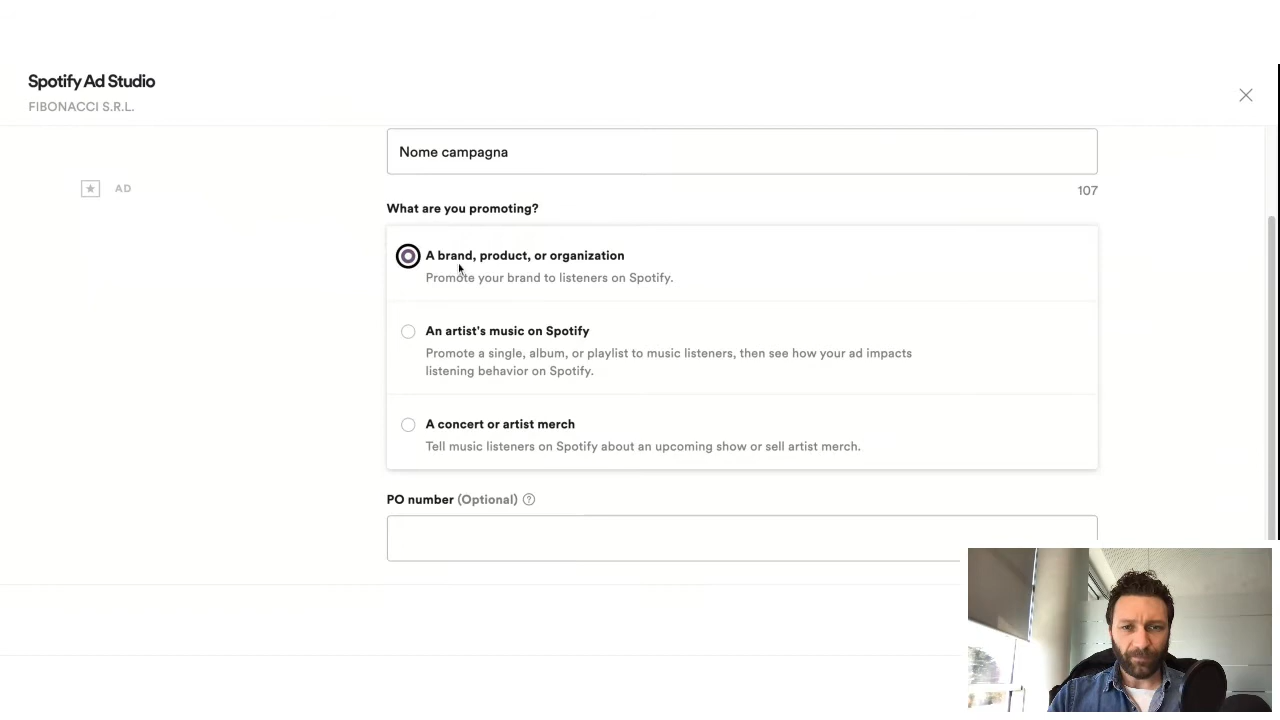 Spotify Ad Studio
FIBONACCI S.R.L.
Nome campagna
AD
107
What are you promoting?
A brand, product, or organization
Promote your brand to listeners on Spotify.
An artist's music on Spotify
Promote a single, album, or playlist to music listeners, then see how your ad impacts
listening behavior on Spotify.
A concert or artist merch
Tell music listeners on Spotify about an upcoming show or sell artist merch.
PO number (Optional) ?